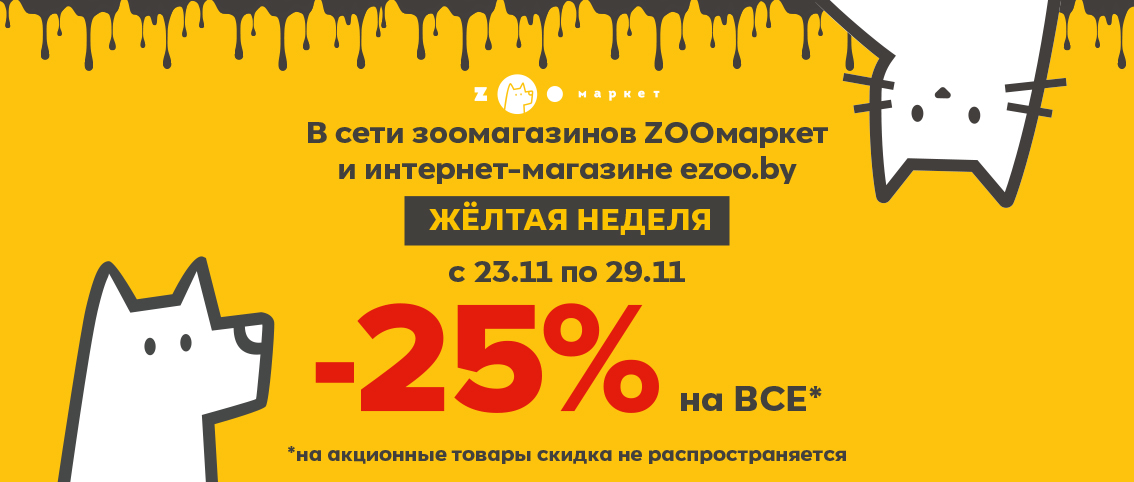 ZOO маркет
В сети зоомагазинов ZOOмаркет
и интернет-магазине ezoo.by
ЖЁЛТАЯ НЕДЕЛЯ
с 23.11 по 29.11
-25% на ВСЕ*
*на акционные товары скидка не распространяется